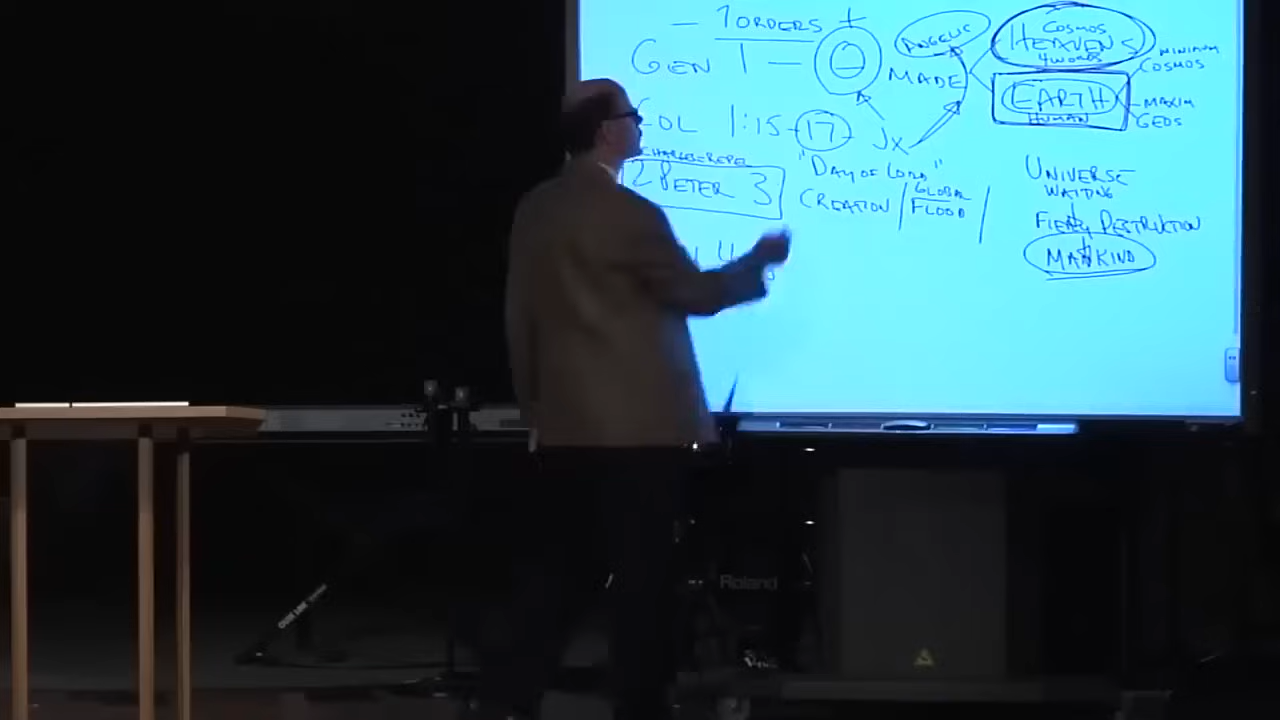 7 ORDERS
GEN 1 — MADE
ANGELIC
COSMOS
HEAVENS
4 WORDS
MINIMUM
COSMOS
EARTH
HUMAN
MAXIM
GEOS
COL 1:15-17
JX
2 PETER 3
"DAY OF LORD"
CREATION / GLOBAL FLOOD /
UNIVERSE
WAITING
FIERY DESTRUCTION
MANKIND
Roland